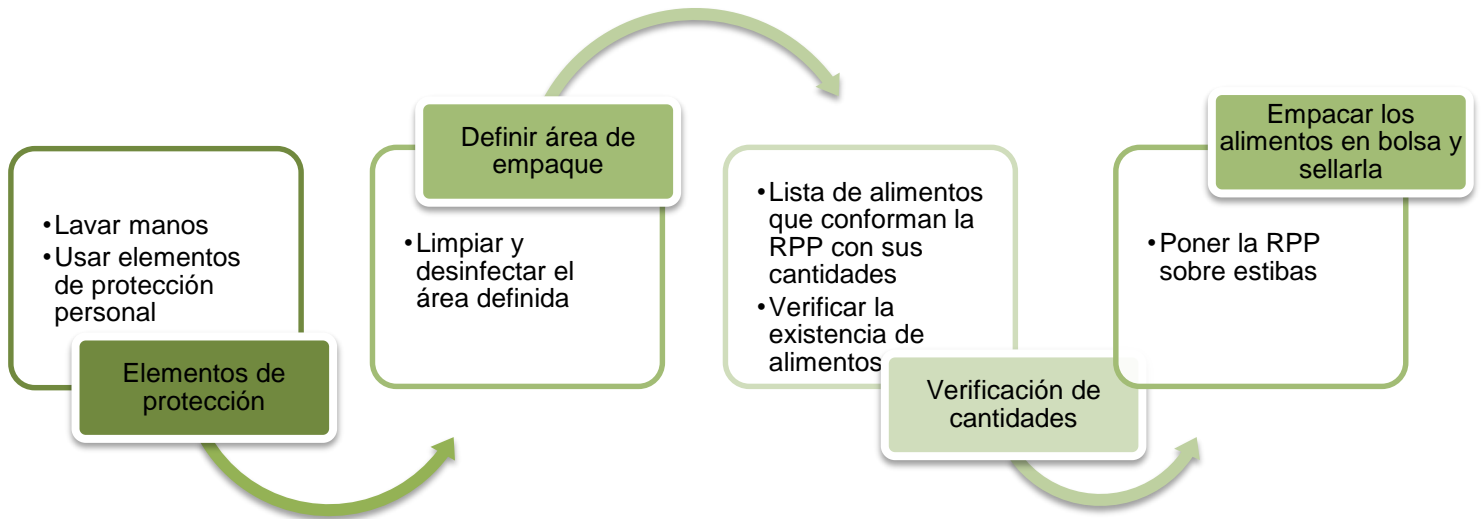 •Lavar manos
•Usar elementos
de protección
personal
Elementos de
protección
Definir área de
empaque
•Limpiar y
desinfectar el
área definida
•Lista de alimentos
que conforman la
RPP con sus
cantidades
•Verificar la
existencia de
alimentos
Verificación de
cantidades
Empacar los
alimentos en bolsa y
sellarla
•Poner la RPP
sobre estibas